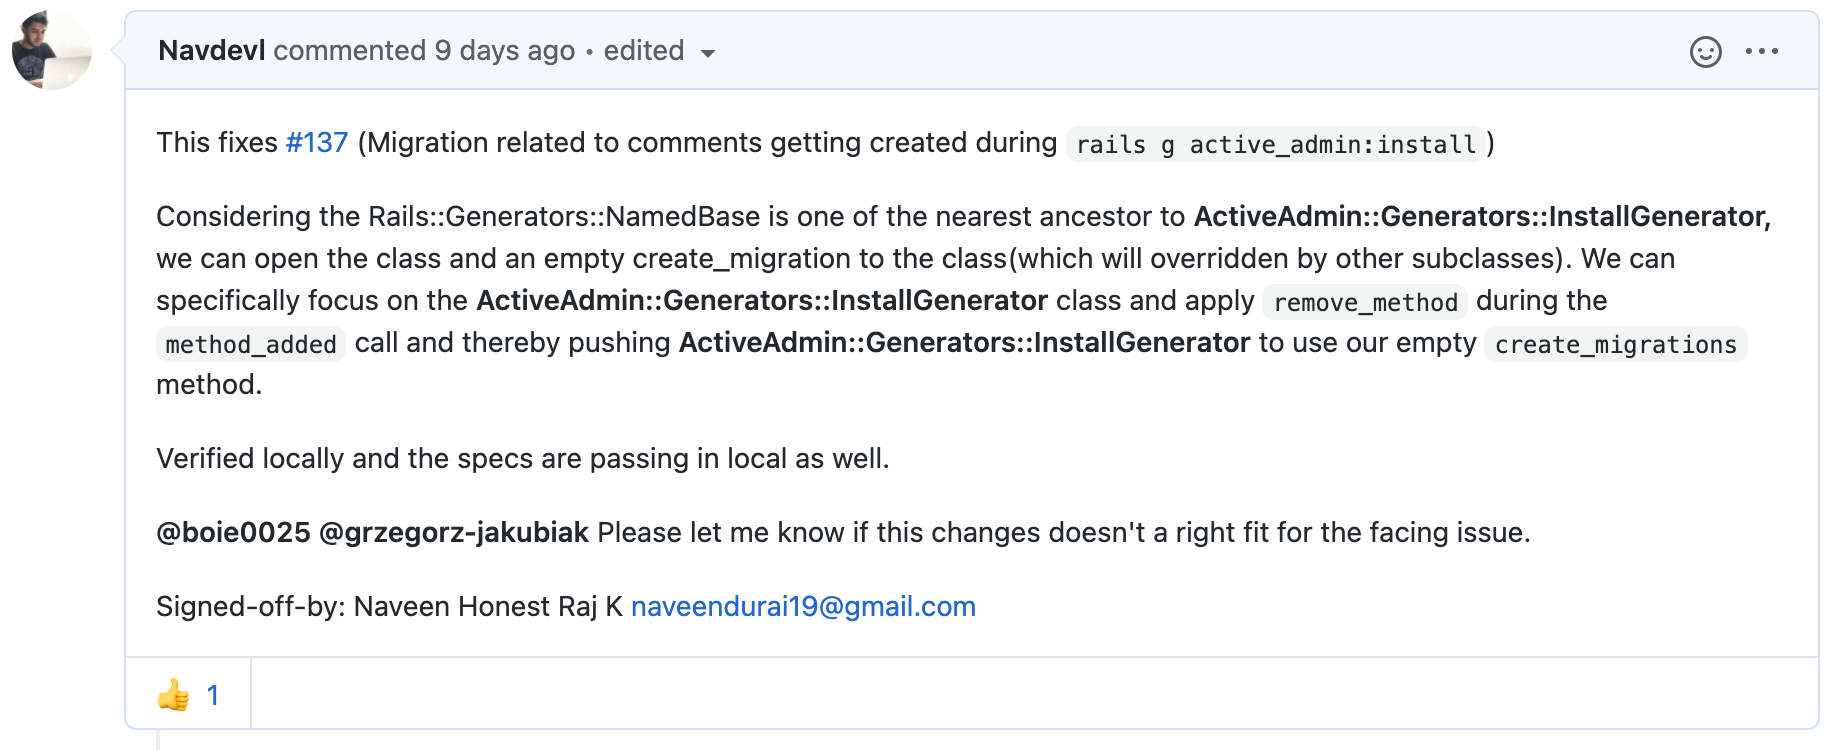 Navdevl commented 9 days ago • edited
This fixes #137 (Migration related to comments getting created during rails g active_admin:install)
Considering the Rails::Generators::NamedBase is one of the nearest ancestor to ActiveAdmin::Generators::InstallGenerator,
we can open the class and an empty create_migration to the class(which will overridden by other subclasses). We can
specifically focus on the ActiveAdmin::Generators::InstallGenerator class and apply remove_method during the
method_added call and thereby pushing ActiveAdmin::Generators::InstallGenerator to use our empty create_migrations
method.
Verified locally and the specs are passing in local as well.
@boie0025 @grzegorz-jakubiak Please let me know if this changes doesn't a right fit for the facing issue.
Signed-off-by: Naveen Honest Raj K naveendurai19@gmail.com
👍 1